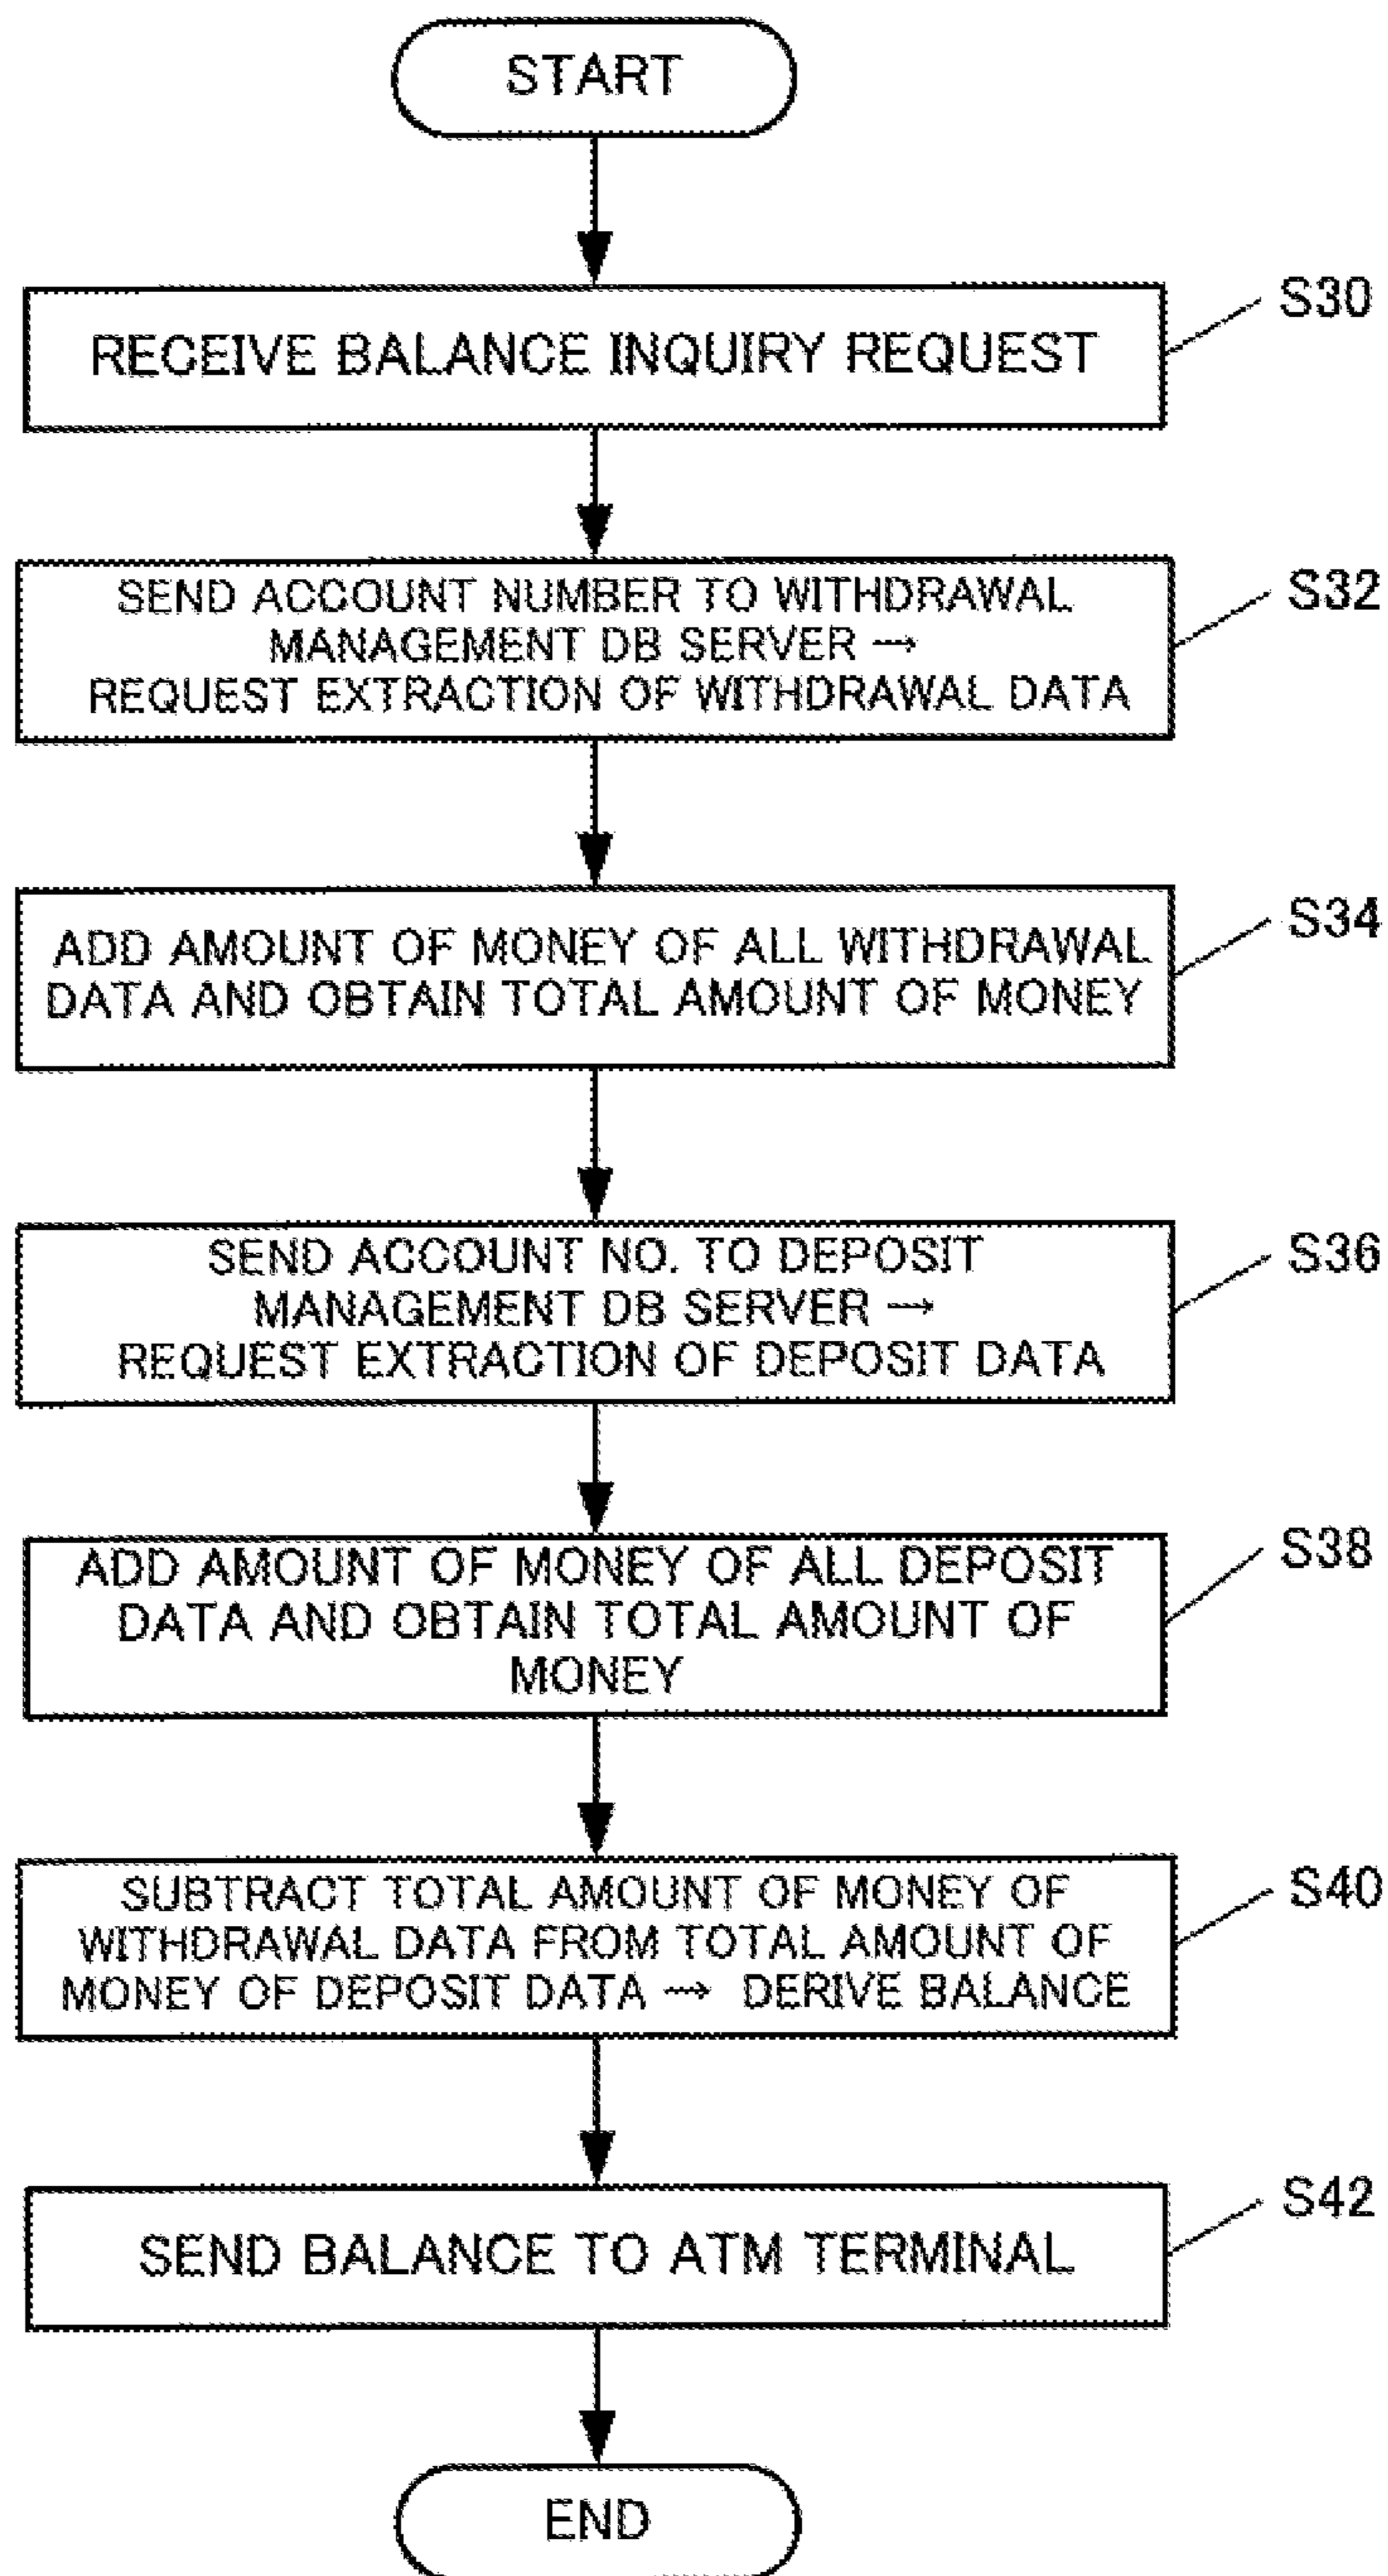 START
RECEIVE BALANCE INQUIRY REQUEST
S30
SEND ACCOUNT NUMBER TO WITHDRAWAL
MANAGEMENT DB SERVER →
REQUEST EXTRACTION OF WITHDRAWAL DATA
S32
ADD AMOUNT OF MONEY OF ALL WITHDRAWAL
DATA AND OBTAIN TOTAL AMOUNT OF MONEY
S34
SEND ACCOUNT NO. TO DEPOSIT
MANAGEMENT DB SERVER →
REQUEST EXTRACTION OF DEPOSIT DATA
S36
ADD AMOUNT OF MONEY OF ALL DEPOSIT
DATA AND OBTAIN TOTAL AMOUNT OF
MONEY
S38
SUBTRACT TOTAL AMOUNT OF MONEY OF
WITHDRAWAL DATA FROM TOTAL AMOUNT OF
MONEY OF DEPOSIT DATA → DERIVE BALANCE
S40
SEND BALANCE TO ATM TERMINAL
S42
END